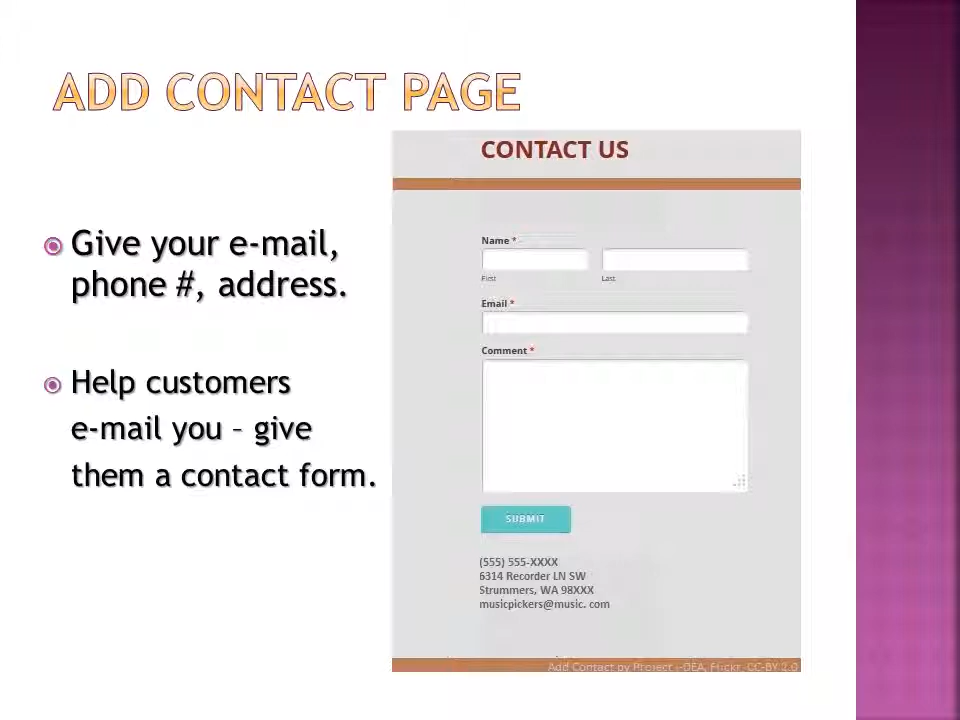 ADD CONTACT PAGE
Give your e-mail,
phone #, address.
Help customers
e-mail you – give
them a contact form.
CONTACT US
Name *
First
Last
Email *
Comment *
SUBMIT
(555) 555-XXXX
6314 Recorder LN SW
Strummers, WA 98XXX
musicpickers@music. com
Add Contact by Project I-DEA, Flickr, CC-BY 2.0